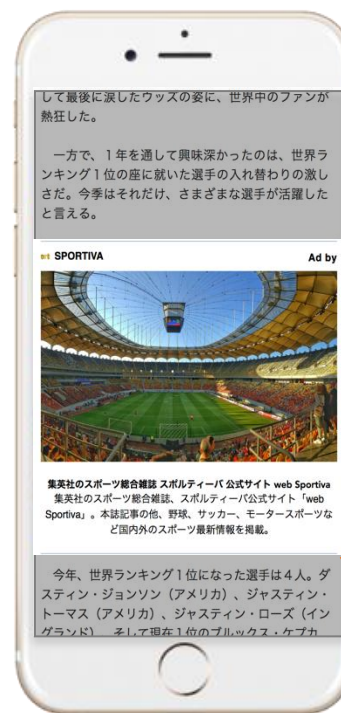 して最後に涙したウッズの姿に、世界中のファンが
熱狂した。
一方で、１年を通して興味深かったのは、世界ラ
ンキング１位の座に就いた選手の入れ替わりの激し
さだ。今季はそれだけ、さまざまな選手が活躍した
と言える。
SPORTIVA
Ad by
集英社のスポーツ総合雑誌 スポルティーバ 公式サイト web Sportiva
集英社のスポーツ総合雑誌、スポルティーバ公式サイト「web
Sportiva」。本誌記事の他、野球、サッカー、モータースポーツな
ど国内外のスポーツ最新情報を掲載。
今年、世界ランキング１位になった選手は４人。ダ
スティン・ジョンソン（アメリカ）、ジャスティン・
トーマス（アメリカ）、ジャスティン・ローズ（イン
グランド）、そして現在１位のブルックス・ケプカ